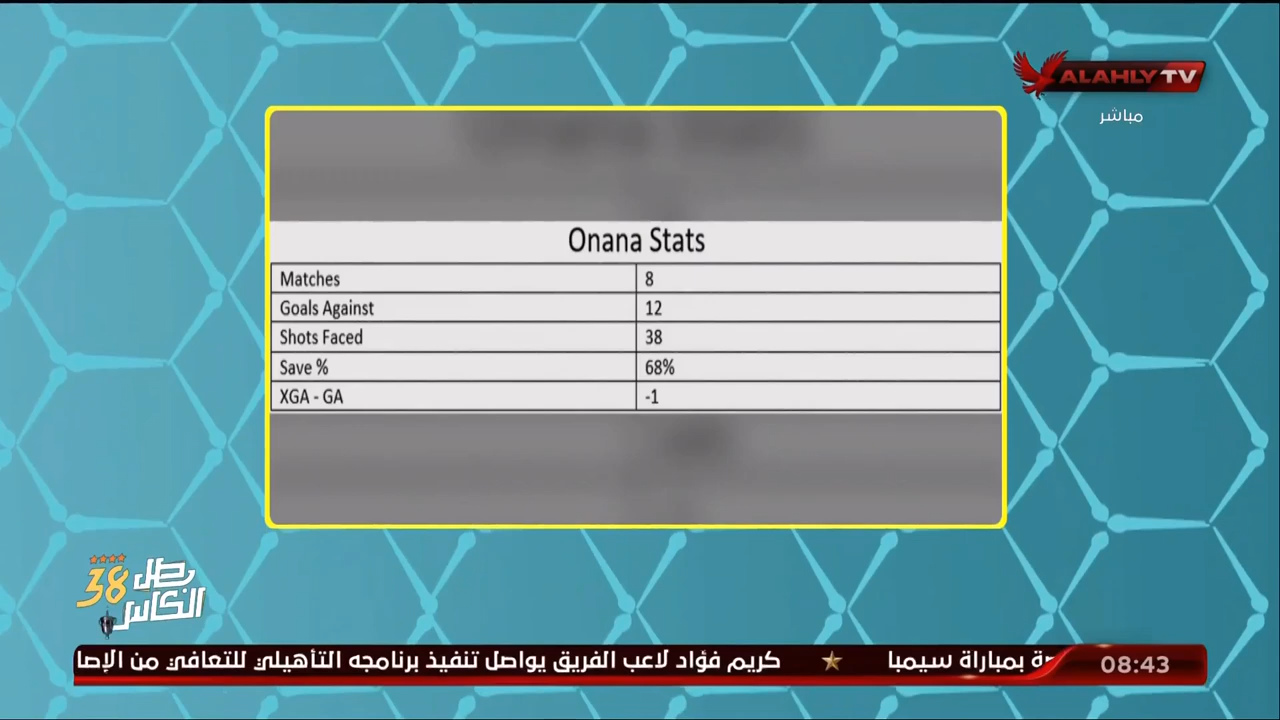 ALAHLY TV
مباشر
Onana Stats
Matches 8
Goals Against 12
Shots Faced 38
Save % 68%
XGA - GA -1
بطل
الكاس 38
ة بمباراة سيمبا ★ كريم فؤاد لاعب الفريق يواصل تنفيذ برنامجه التأهيلي للتعافي من الإصا
08:43